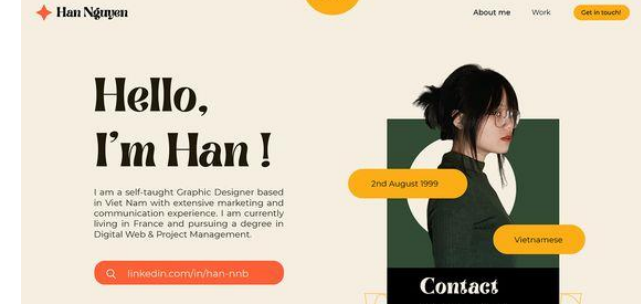 Han Nguyen
About me
Work
Get in touch!
Hello,
I'm Han !
I am a self-taught Graphic Designer based
in Viet Nam with extensive marketing and
communication experience. I am currently
living in France and pursuing a degree in
Digital Web & Project Management.
linkedin.com/in/han-nnb
2nd August 1999
Vietnamese
Contact